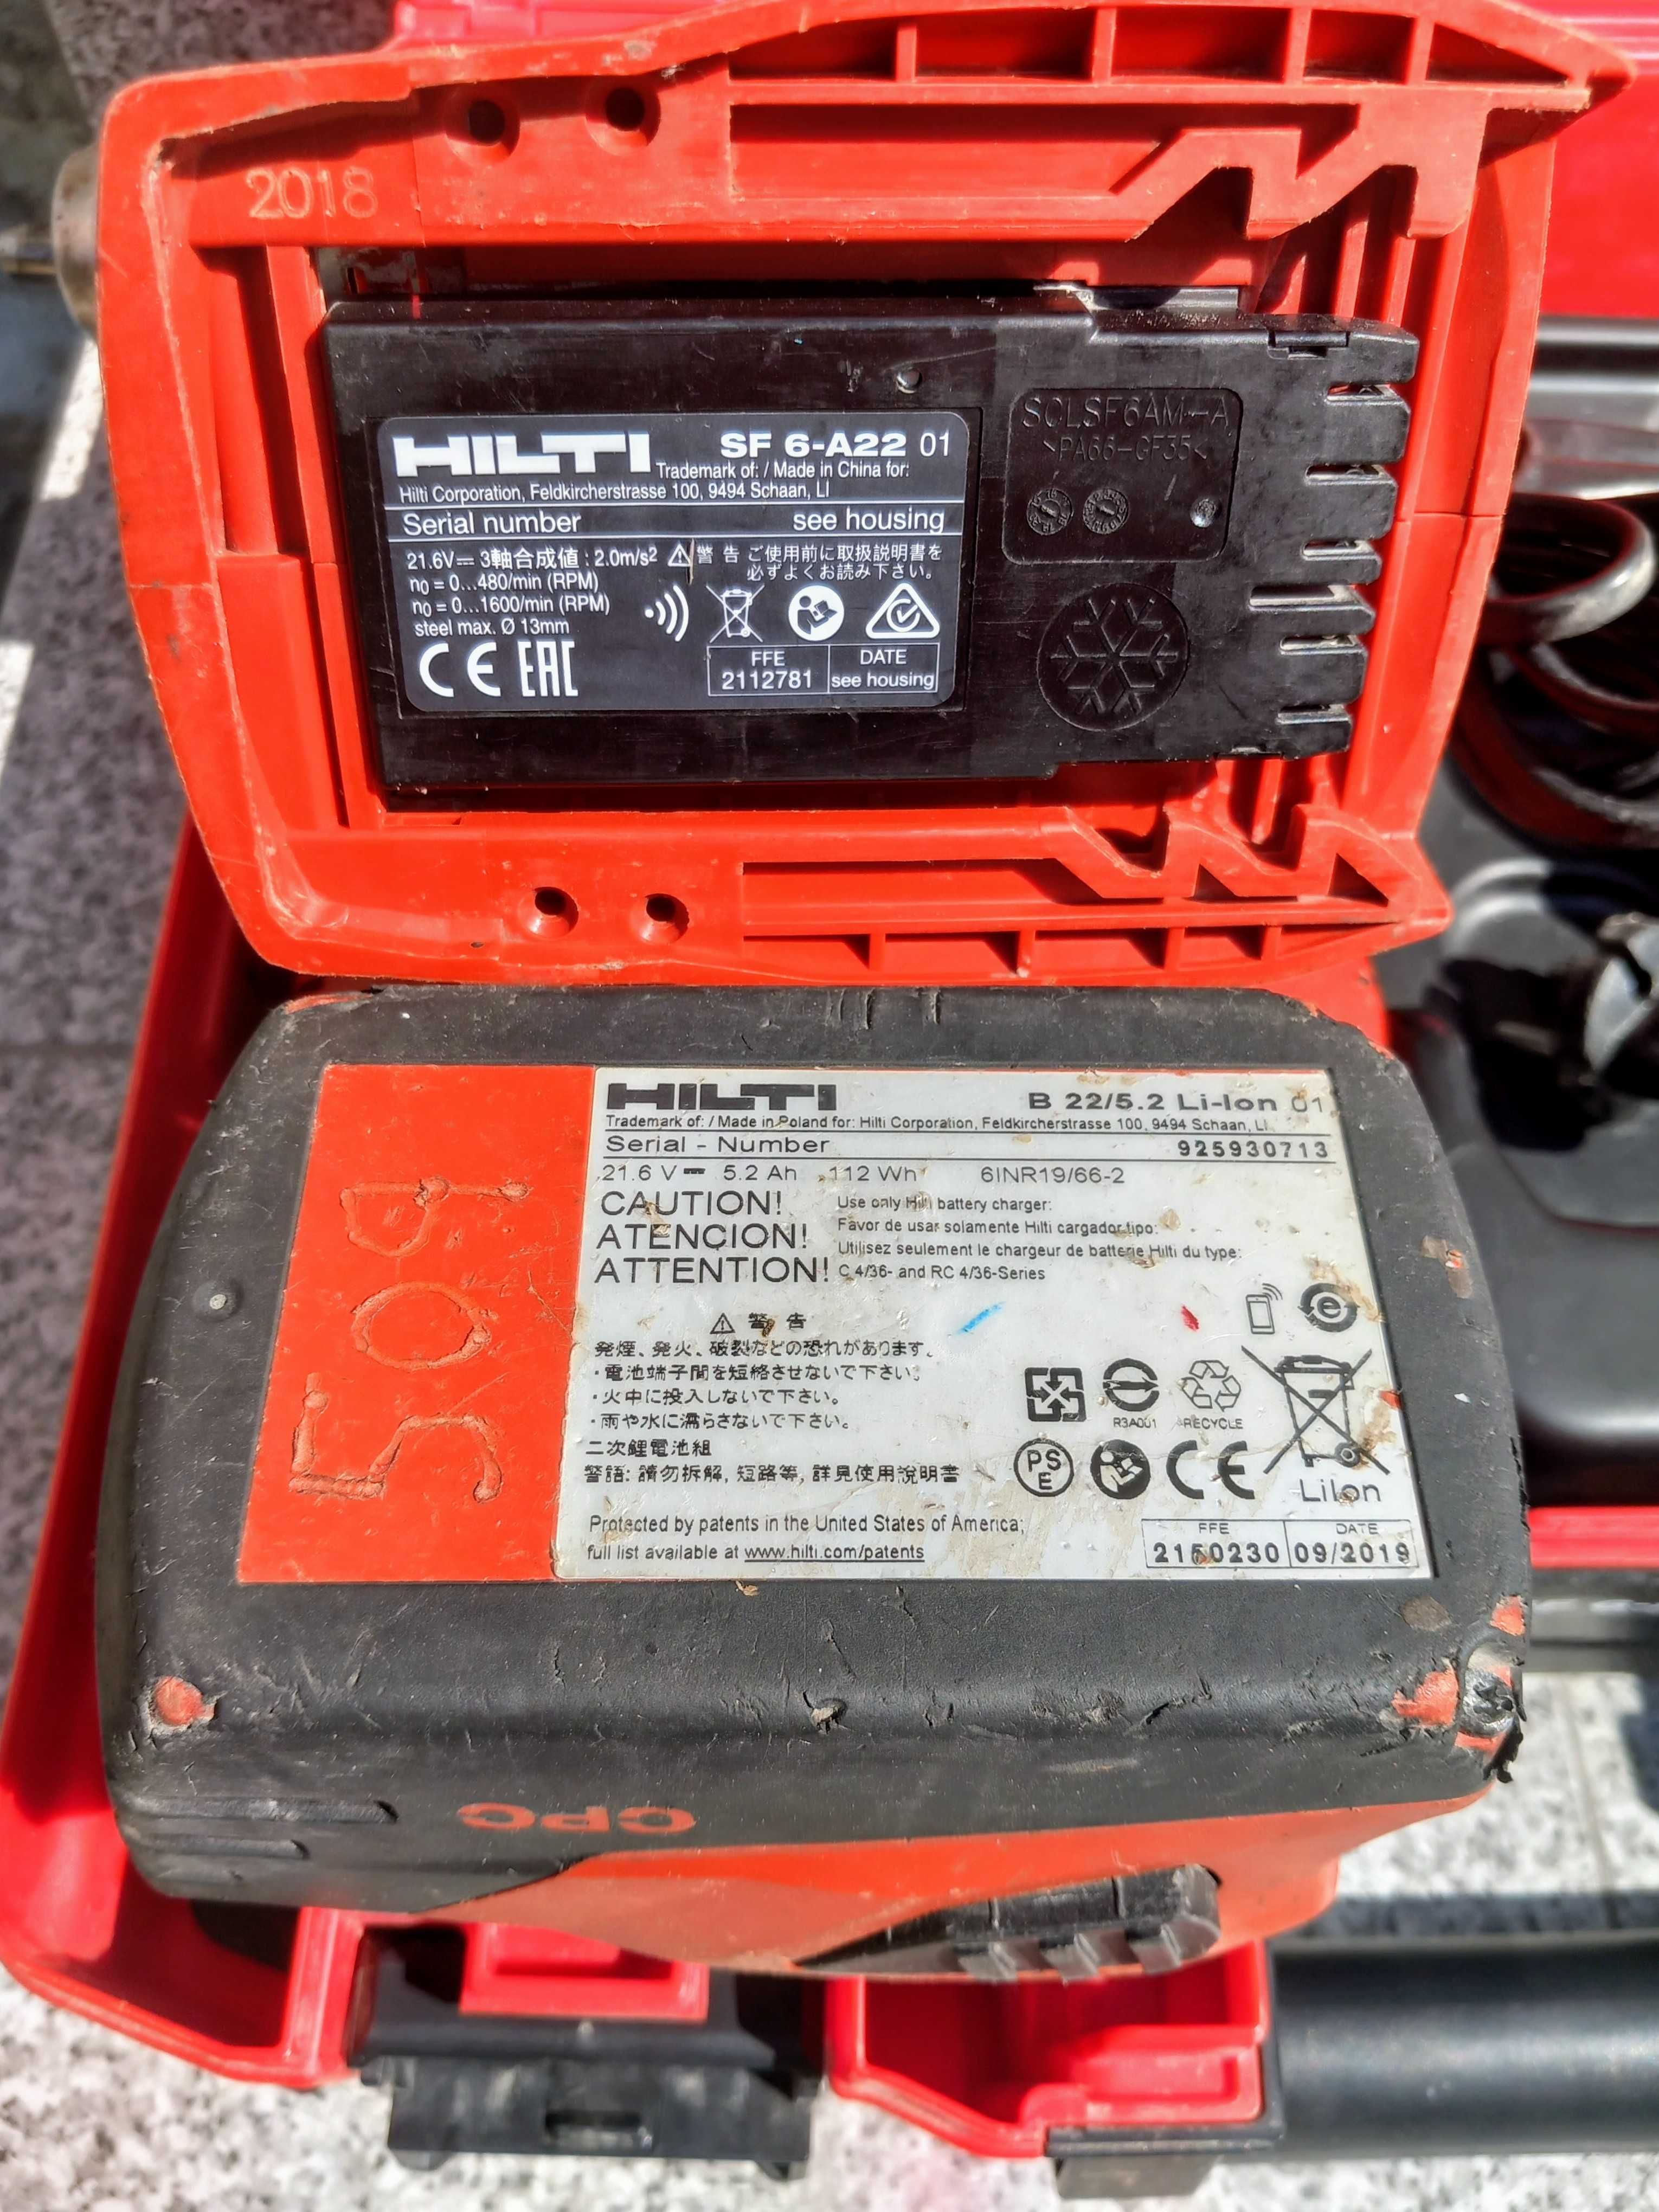 2018
HILTI SF 6-A22 01
Trademark of: / Made in China for:
Hilti Corporation, Feldkircherstrasse 100, 9494 Schaan, LI
Serial number see housing
21.6V⎓ 3軸合成値 : 2.0m/s² ⚠警 告 ご使用前に取扱説明書を
必ずよくお読み下さい。
n₀ = 0...480/min (RPM)
n₀ = 0...1600/min (RPM)
steel max. Ø 13mm
CE EAC
FFE DATE
2112781 see housing
SCLSF6AM-A
>PA66-GF35<
HILTI B 22/5.2 Li-Ion 01
Trademark of: / Made in Poland for: Hilti Corporation, Feldkircherstrasse 100, 9494 Schaan, LI
Serial - Number 925930713
21.6 V ⎓ 5.2 Ah 112 Wh 6INR19/66-2
CAUTION! Use only Hilti battery charger:
ATENCION! Favor de usar solamente Hilti cargador tipo:
ATTENTION! Utilisez seulement le chargeur de batterie Hilti du type:
C 4/36- and RC 4/36-Series
⚠ 警 告
発煙、発火、破裂などの恐れがあります。
・電池端子間を短絡させないで下さい。
・火中に投入しないで下さい。
・雨や水に濡らさないで下さい。
二次鋰電池組
警語: 請勿拆解, 短路等, 詳見使用說明書
R3A001 RECYCLE
PS E CE LiIon
Protected by patents in the United States of America;
full list available at www.hilti.com/patents
FFE DATE
2150230 09/2019
509
CPC